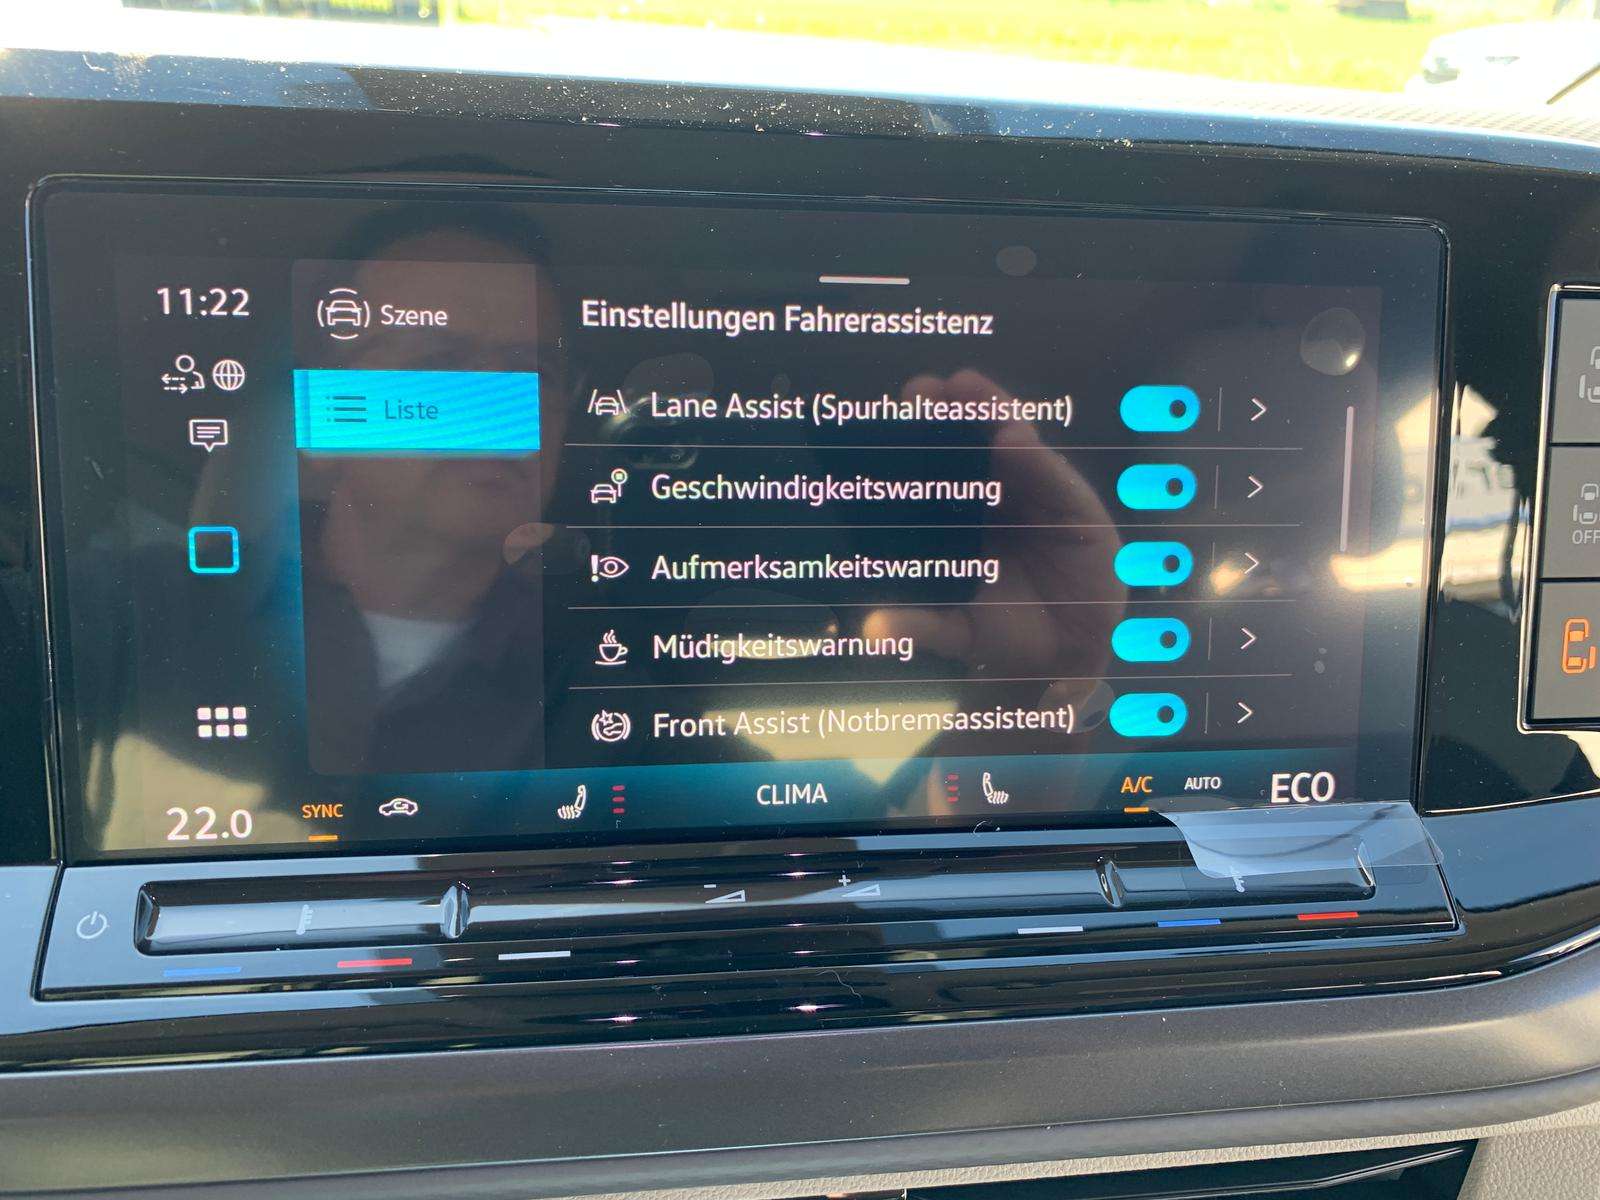 11:22
Szene
Liste
Einstellungen Fahrerassistenz
Lane Assist (Spurhalteassistent)
Geschwindigkeitswarnung
Aufmerksamkeitswarnung
Müdigkeitswarnung
Front Assist (Notbremsassistent)
22.0
SYNC
CLIMA
A/C
AUTO
ECO
- +
OFF